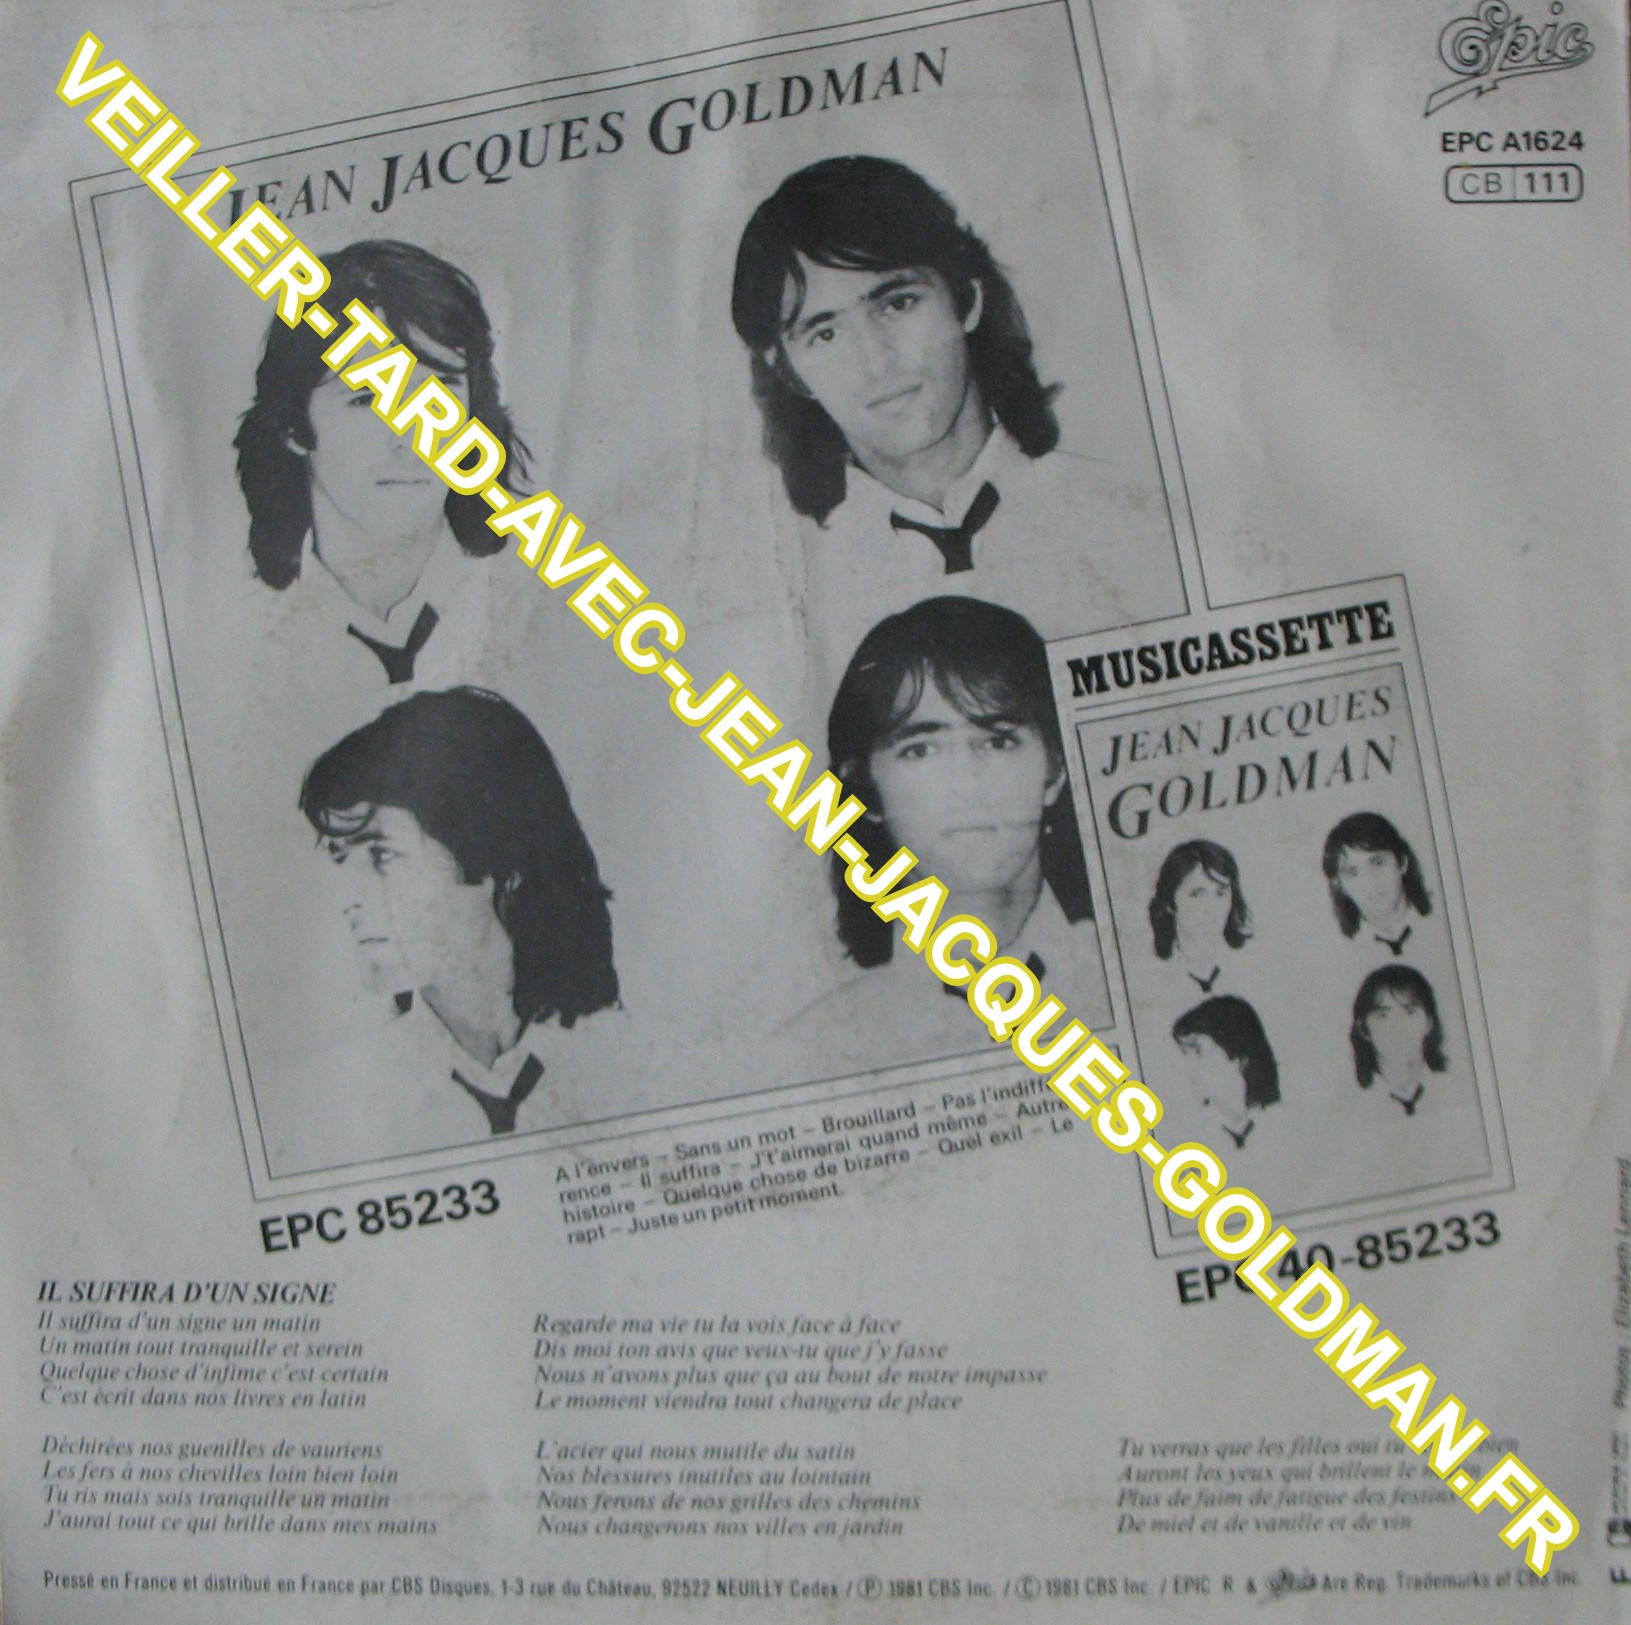 Epic
EPC A1624
CB 111
JEAN JACQUES GOLDMAN
VEILLER-TARD-AVEC-JEAN-JACQUES-GOLDMAN.FR
MUSICASSETTE
JEAN JACQUES
GOLDMAN
EPC 85233
A l'envers – Sans un mot – Brouillard – Pas l'indiffé
rence – Il suffira – J't'aimerai quand même – Autre
histoire – Quelque chose de bizarre – Quel exil – Le
rapt – Juste un petit moment.
EPC 40-85233
IL SUFFIRA D'UN SIGNE
Il suffira d'un signe un matin
Un matin tout tranquille et serein
Quelque chose d'infime c'est certain
C'est écrit dans nos livres en latin
Déchirées nos guenilles de vauriens
Les fers à nos chevilles loin bien loin
Tu ris mais sois tranquille un matin
J'aurai tout ce qui brille dans mes mains
Regarde ma vie tu la vois face à face
Dis moi ton avis que veux-tu que j'y fasse
Nous n'avons plus que ça au bout de notre impasse
Le moment viendra tout changera de place
L'acier qui nous mutile du satin
Nos blessures inutiles au lointain
Nous ferons de nos grilles des chemins
Nous changerons nos villes en jardin
Tu verras que les filles oui tu bien
Auront les yeux qui brillent le
Plus de faim de fatigue des festins
De miel et de vanille et de vin
Pressé en France et distribué en France par CBS Disques, 1-3 rue du Château, 92522 NEUILLY Cedex / Ⓟ 1981 CBS Inc. / Ⓒ 1981 CBS Inc. / EPIC R & Are Reg. Trademarks of CBS Inc
Photos Elizabeth Lennard